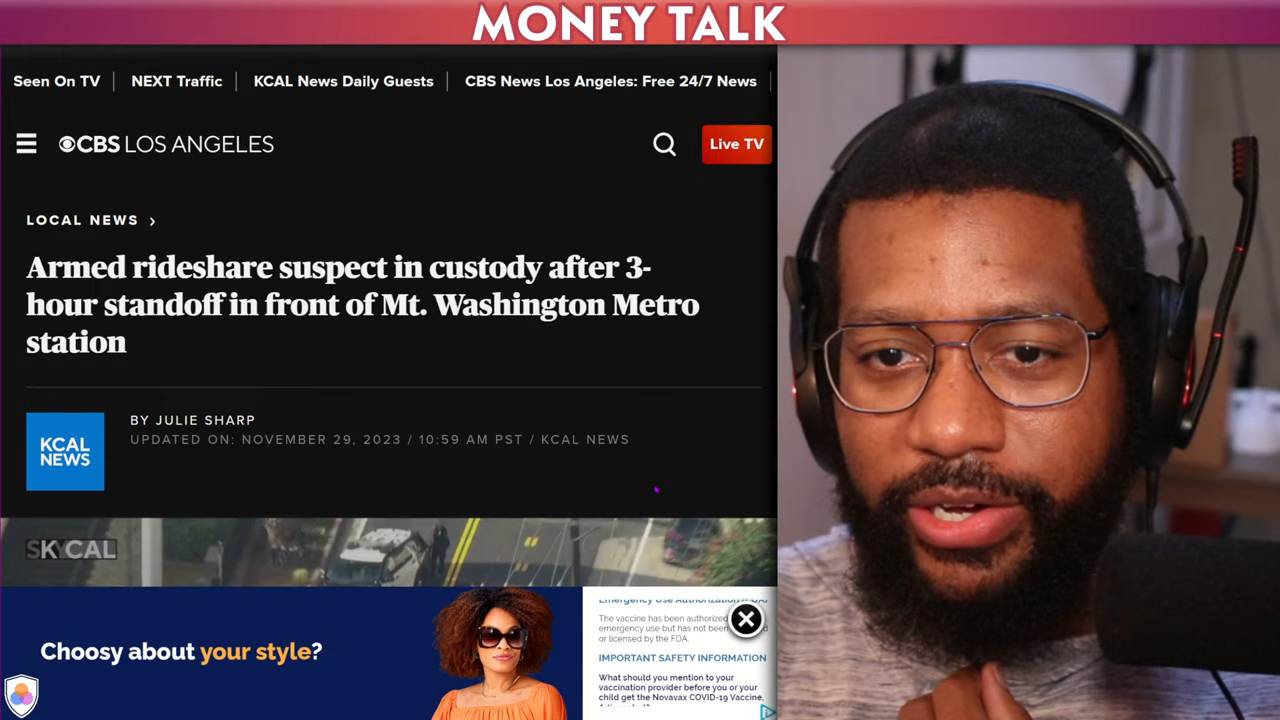 MONEY TALK
Seen On TV
NEXT Traffic
KCAL News Daily Guests
CBS News Los Angeles: Free 24/7 News
CBS LOS ANGELES
Live TV
LOCAL NEWS
Armed rideshare suspect in custody after 3-
hour standoff in front of Mt. Washington Metro
station
KCAL
NEWS
BY JULIE SHARP
UPDATED ON: NOVEMBER 29, 2023 / 10:59 AM PST / KCAL NEWS
SKYCAL
Choosy about your style?
Emergency Use Authorization
The vaccine has been authorized
emergency use but has not been
or licensed by the FDA.
IMPORTANT SAFETY INFORMATION
What should you mention to your
vaccination provider before you or your
child get the Novavax COVID-19 Vaccine,